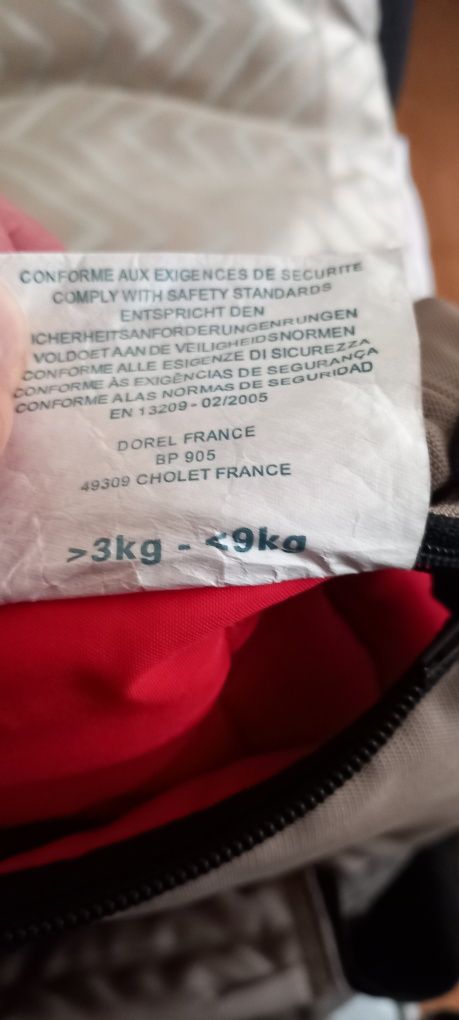 CONFORME AUX EXIGENCES DE SECURITE
COMPLY WITH SAFETY STANDARDS
ENTSPRICHT DEN
ICHERHEITSANFORDERUNGENRUNGEN
VOLDOET AAN DE VEILIGHEIDSNORMEN
CONFORME ALLE ESIGENZE DI SICUREZZA
CONFORME ÀS EXIGÊNCIAS DE SEGURANÇA
CONFORME A LAS NORMAS DE SEGURIDAD
EN 13209 - 02/2005
DOREL FRANCE
BP 905
49309 CHOLET FRANCE
>3kg - <9kg